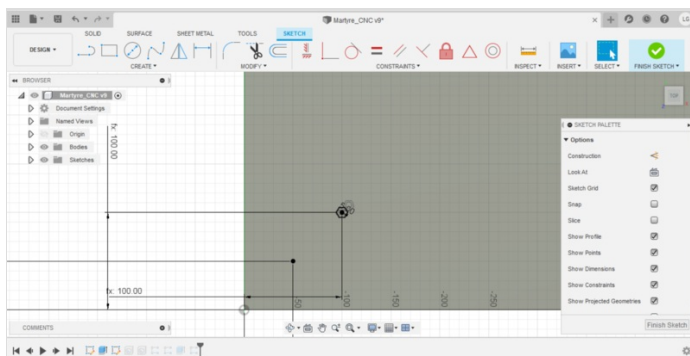 Martyre_CNC v9*
LG
SOLID SURFACE SHEET METAL TOOLS SKETCH
DESIGN
CREATE MODIFY CONSTRAINTS INSPECT INSERT SELECT FINISH SKETCH
BROWSER
Martyre_CNC v9
Document Settings
Named Views
Origin
Bodies
Sketches
fx: 100.00
fx: 100.00
-50
-100
-150
-200
-250
TOP
SKETCH PALETTE
Options
Construction
Look At
Sketch Grid
Snap
Slice
Show Profile
Show Points
Show Dimensions
Show Constraints
Show Projected Geometries
Finish Sketch
COMMENTS